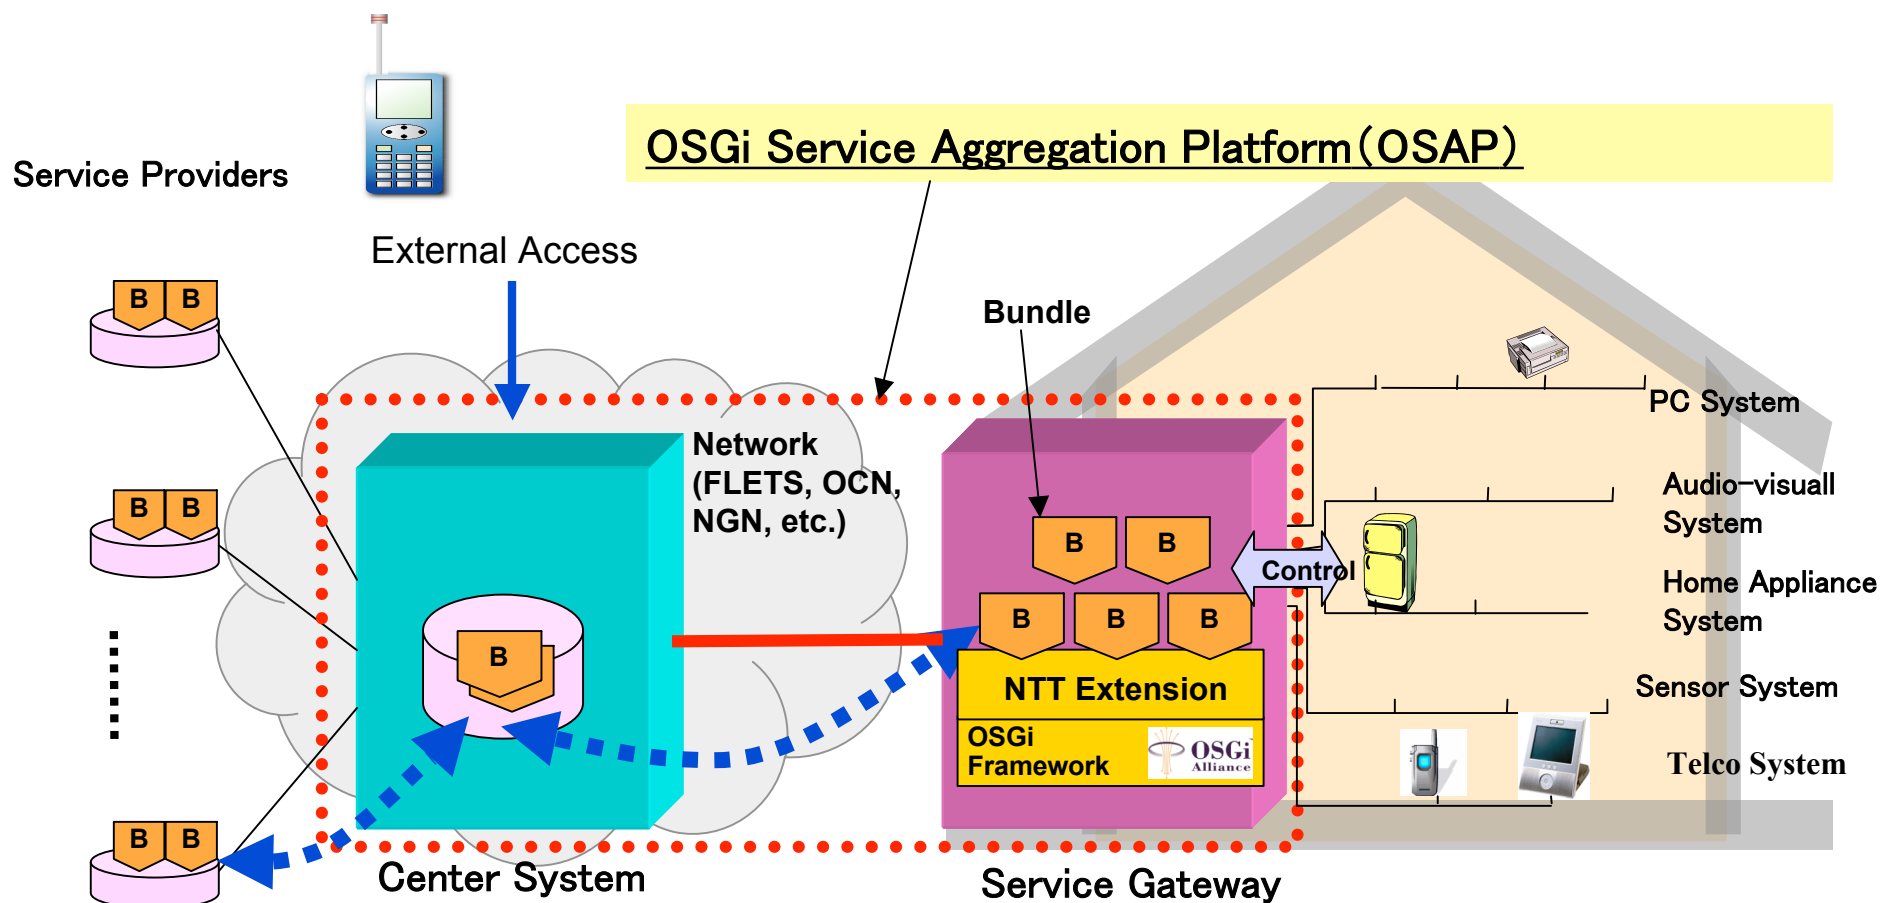 OSGi Service Aggregation Platform(OSAP)
Service Providers
External Access
B B
Bundle
PC System
Network
(FLETS, OCN,
NGN, etc.)
Audio-visuall
System
B B
B B
Control
Home Appliance
System
B B B
B
NTT Extension
Sensor System
OSGi
Framework
OSGi
Alliance
Telco System
B B
Center System
Service Gateway